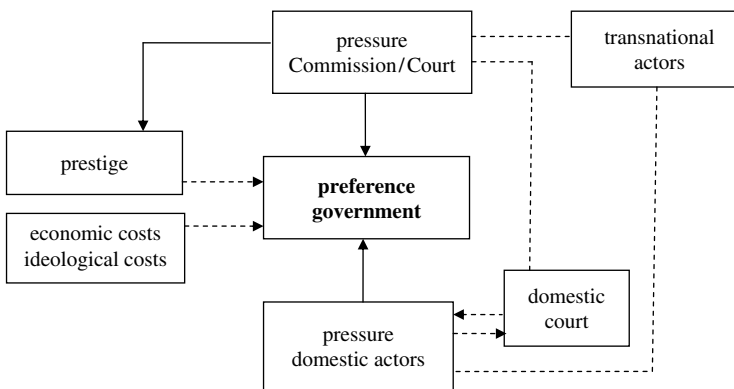 pressure
Commission/Court
transnational
actors
prestige
preference
government
economic costs
ideological costs
domestic
court
pressure
domestic actors